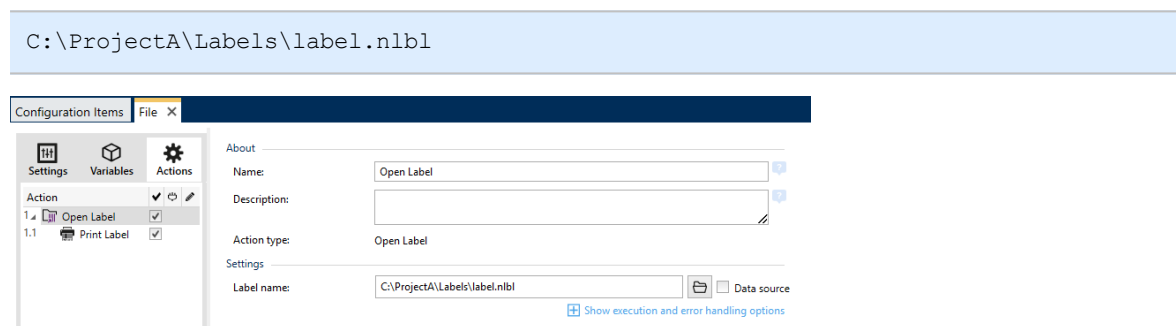 C:\ProjectA\Labels\label.nlbl
Configuration Items File
Settings Variables Actions
Action
1 Open Label
1.1 Print Label
About
Name: Open Label
Description:
Action type: Open Label
Settings
Label name: C:\ProjectA\Labels\label.nlbl Data source
Show execution and error handling options